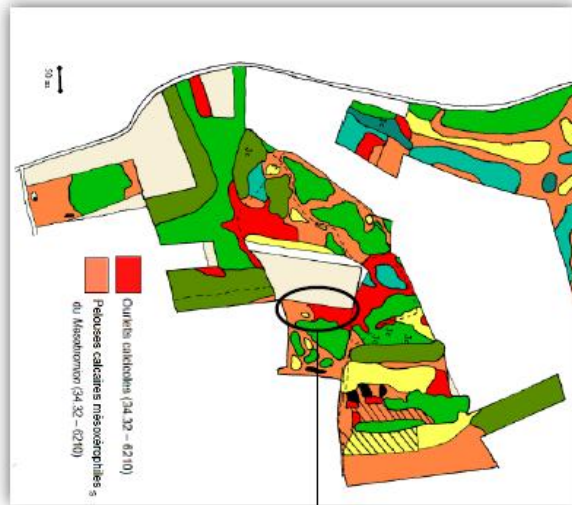 50 m
Ourlets calcicoles (34.32 – 6210)
Pelouses calcaires mésoxérophiles s
du Mesobromion (34.32 – 6210)